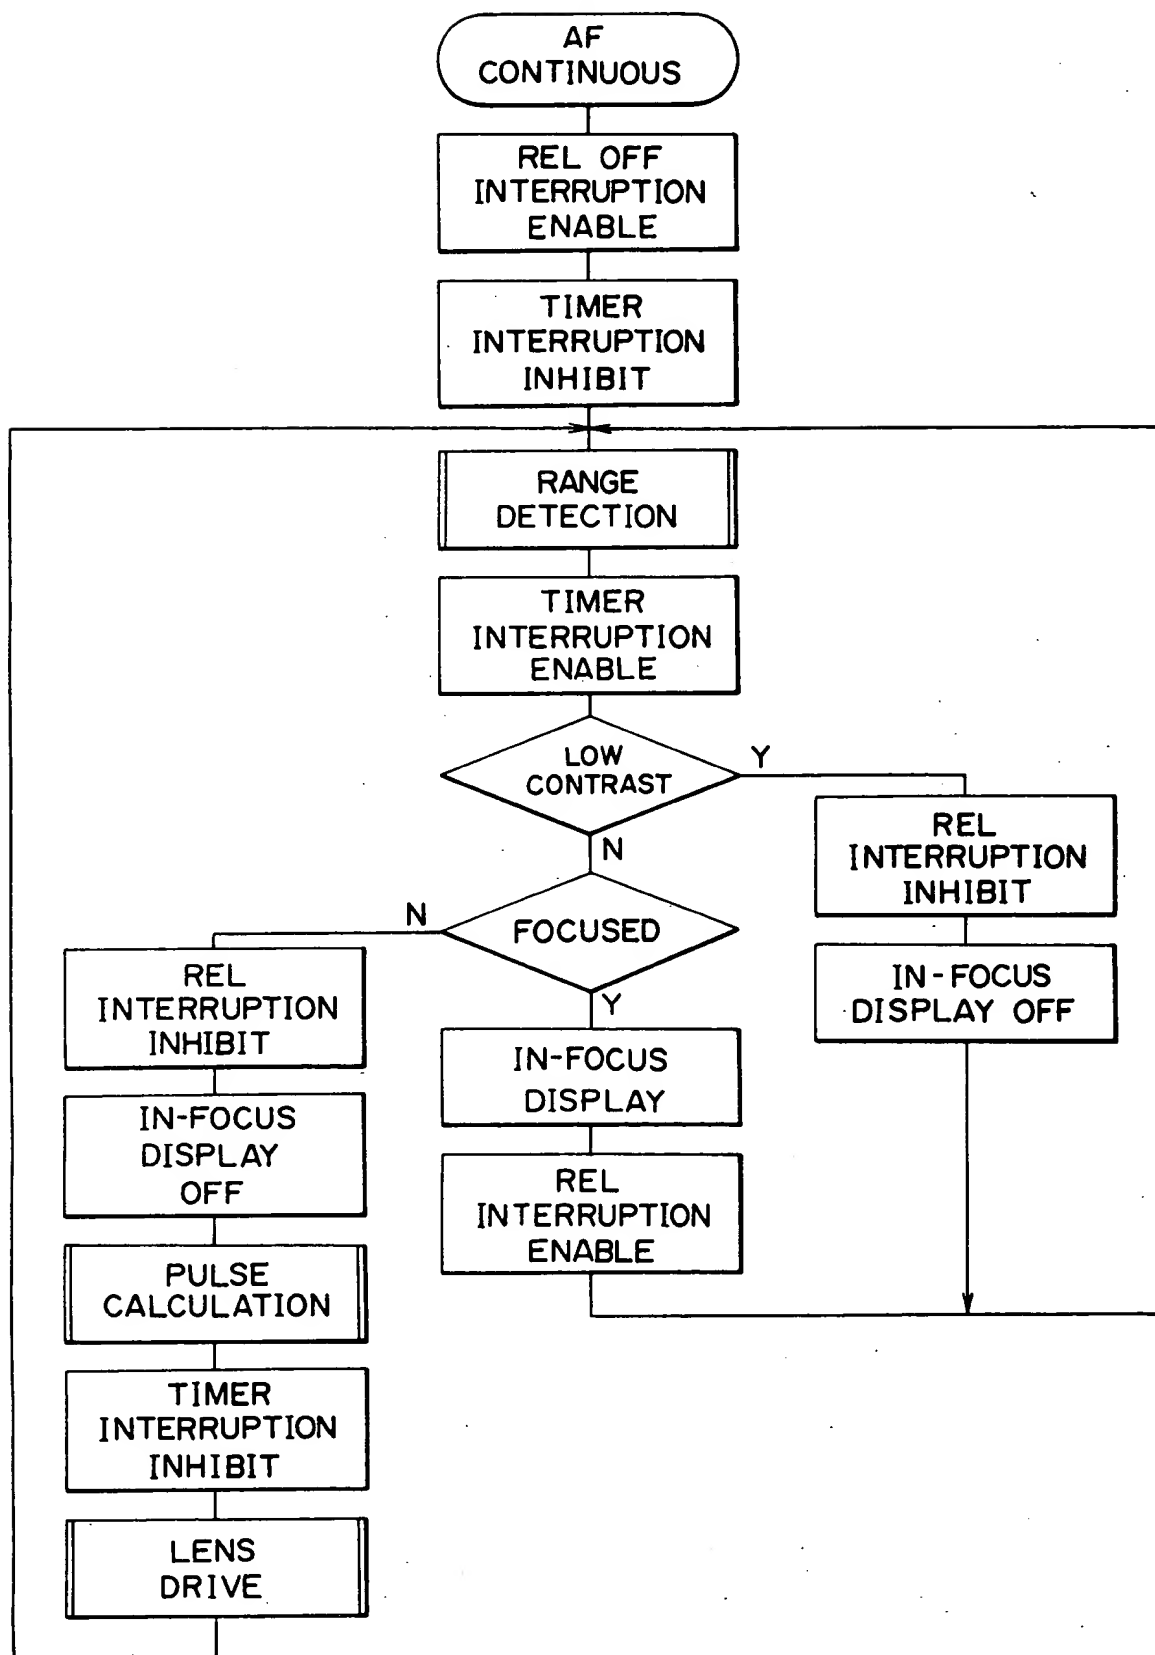 AF
CONTINUOUS
REL OFF
INTERRUPTION
ENABLE
TIMER
INTERRUPTION
INHIBIT
RANGE
DETECTION
TIMER
INTERRUPTION
ENABLE
LOW
CONTRAST
Y
N
REL
INTERRUPTION
INHIBIT
IN-FOCUS
DISPLAY OFF
FOCUSED
N
Y
REL
INTERRUPTION
INHIBIT
IN-FOCUS
DISPLAY
OFF
PULSE
CALCULATION
TIMER
INTERRUPTION
INHIBIT
LENS
DRIVE
IN-FOCUS
DISPLAY
REL
INTERRUPTION
ENABLE